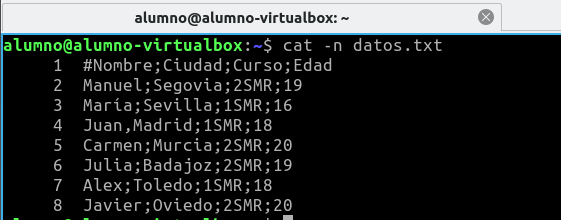 alumno@alumno-virtualbox: ~
alumno@alumno-virtualbox:~$ cat -n datos.txt
1 #Nombre;Ciudad;Curso;Edad
2 Manuel;Segovia;2SMR;19
3 María;Sevilla;1SMR;16
4 Juan,Madrid;1SMR;18
5 Carmen;Murcia;2SMR;20
6 Julia;Badajoz;2SMR;19
7 Alex;Toledo;1SMR;18
8 Javier;Oviedo;2SMR;20